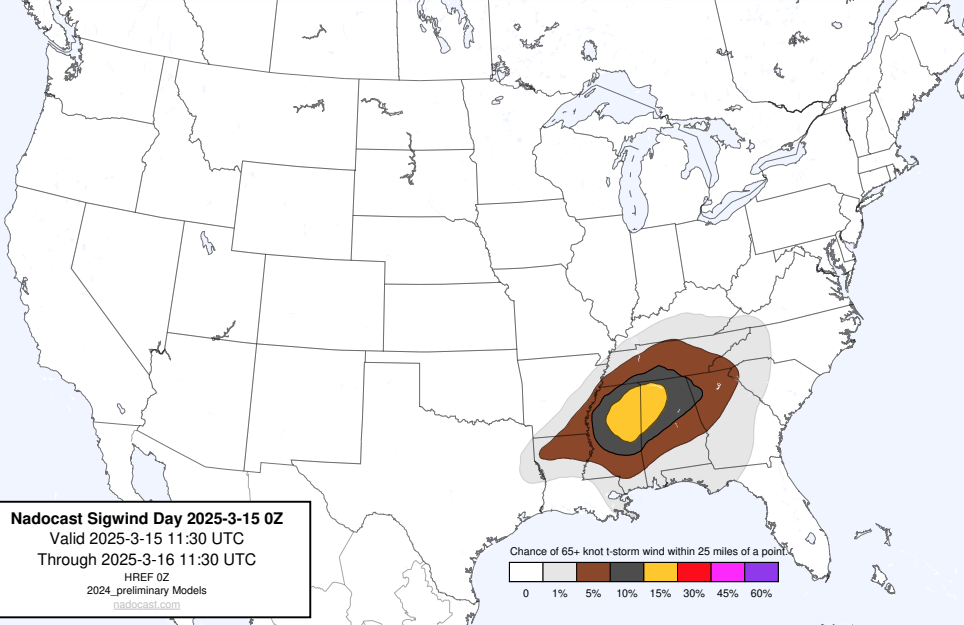 Nadocast Sigwind Day 2025-3-15 0Z
Valid 2025-3-15 11:30 UTC
Through 2025-3-16 11:30 UTC
HREF 0Z
2024_preliminary Models
nadocast.com
Chance of 65+ knot t-storm wind within 25 miles of a point.
0 1% 5% 10% 15% 30% 45% 60%